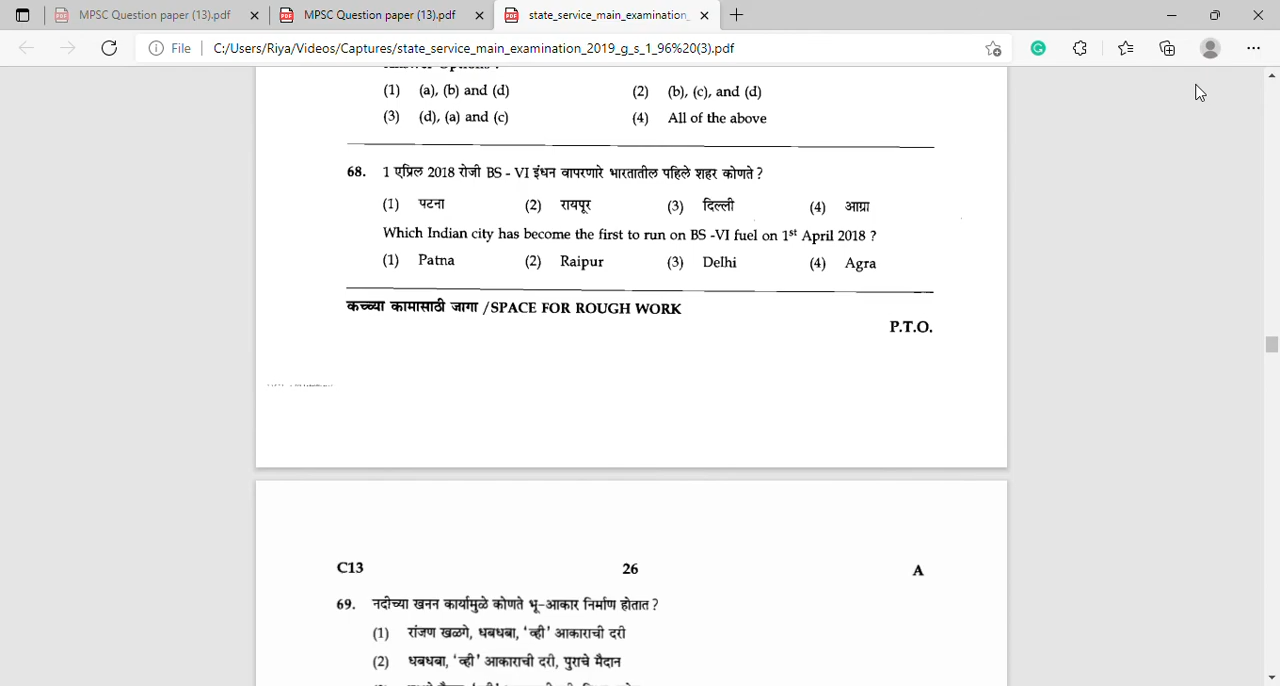 MPSC Question paper (13).pdf
MPSC Question paper (13).pdf
state_service_main_examination_
File
C:/Users/Riya/Videos/Captures/state_service_main_examination_2019_g_s_1_96%20(3).pdf
Answer Options :
(1) (a), (b) and (d) (2) (b), (c), and (d)
(3) (d), (a) and (c) (4) All of the above
68. 1 एप्रिल 2018 रोजी BS - VI इंधन वापरणारे भारतातील पहिले शहर कोणते ?
(1) पटना (2) रायपूर (3) दिल्ली (4) आग्रा
Which Indian city has become the first to run on BS -VI fuel on 1st April 2018 ?
(1) Patna (2) Raipur (3) Delhi (4) Agra
कच्च्या कामासाठी जागा /SPACE FOR ROUGH WORK
P.T.O.
C13 26 A
69. नदीच्या खनन कार्यामुळे कोणते भू-आकार निर्माण होतात ?
(1) रांजण खळगे, धबधबा, ‘व्ही’ आकाराची दरी
(2) धबधबा, ‘व्ही’ आकाराची दरी, पुराचे मैदान